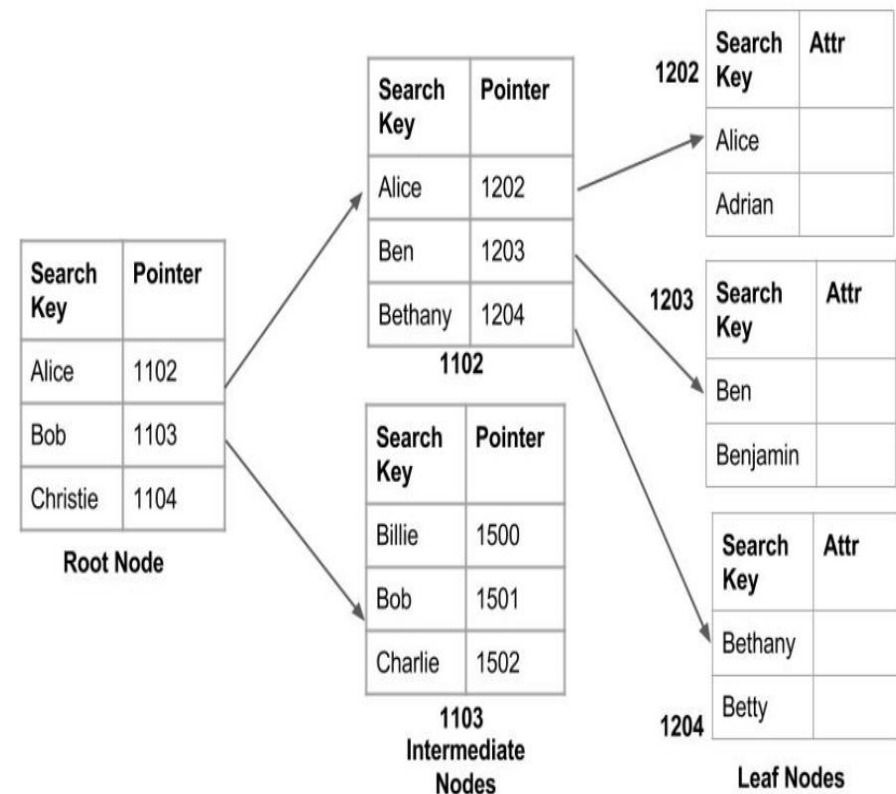 Search Key Pointer
Alice 1102
Bob 1103
Christie 1104
Root Node
Search Key Pointer
Alice 1202
Ben 1203
Bethany 1204
1102
Search Key Pointer
Billie 1500
Bob 1501
Charlie 1502
1103
Intermediate
Nodes
1202
Search Key Attr
Alice
Adrian
1203
Search Key Attr
Ben
Benjamin
Search Key Attr
Bethany
Betty
1204
Leaf Nodes